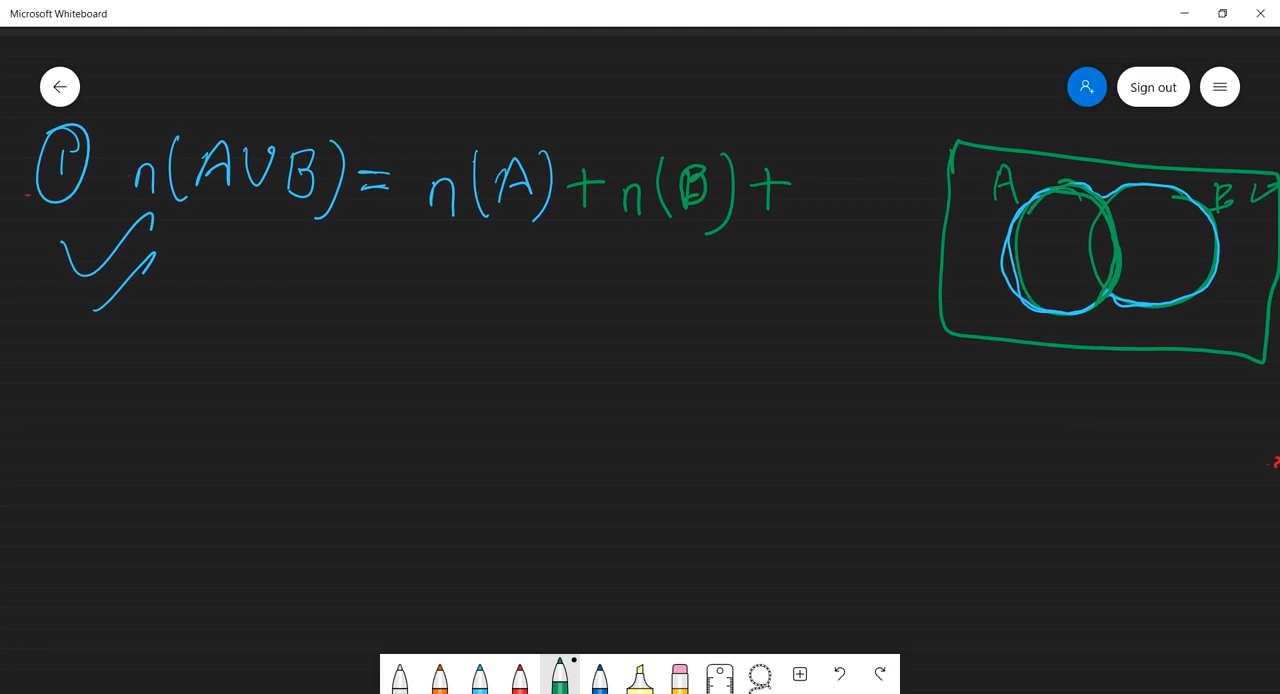 Microsoft Whiteboard
Sign out
① n(A∪B) = n(A) + n(B) +
A B